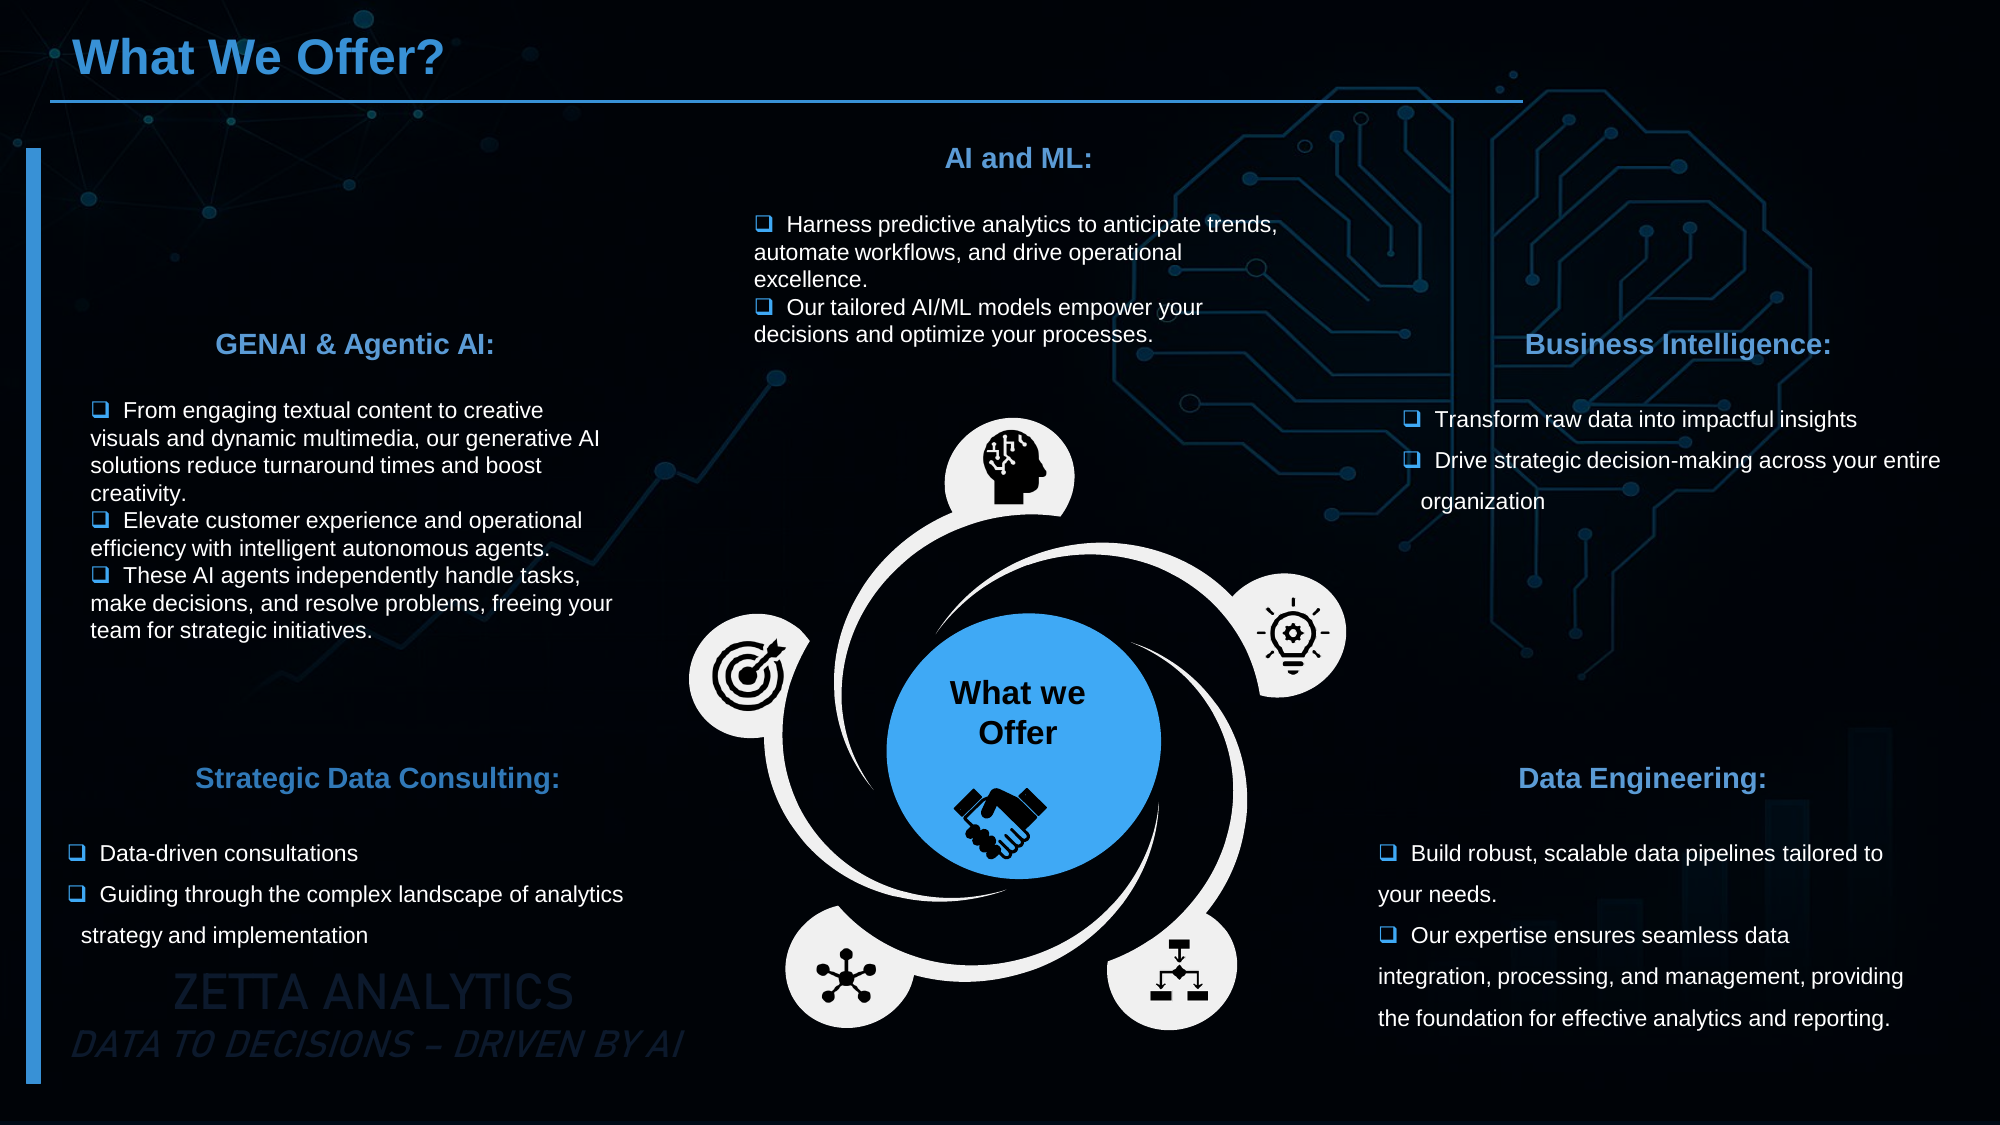 What We Offer?
AI and ML:
❑ Harness predictive analytics to anticipate trends,
automate workflows, and drive operational
excellence.
❑ Our tailored AI/ML models empower your
decisions and optimize your processes.
GENAI & Agentic AI:
❑ From engaging textual content to creative
visuals and dynamic multimedia, our generative AI
solutions reduce turnaround times and boost
creativity.
❑ Elevate customer experience and operational
efficiency with intelligent autonomous agents.
❑ These AI agents independently handle tasks,
make decisions, and resolve problems, freeing your
team for strategic initiatives.
Business Intelligence:
❑ Transform raw data into impactful insights
❑ Drive strategic decision-making across your entire
organization
What we
Offer
Strategic Data Consulting:
❑ Data-driven consultations
❑ Guiding through the complex landscape of analytics
strategy and implementation
Data Engineering:
❑ Build robust, scalable data pipelines tailored to
your needs.
❑ Our expertise ensures seamless data
integration, processing, and management, providing
the foundation for effective analytics and reporting.
ZETTA ANALYTICS
DATA TO DECISIONS – DRIVEN BY AI